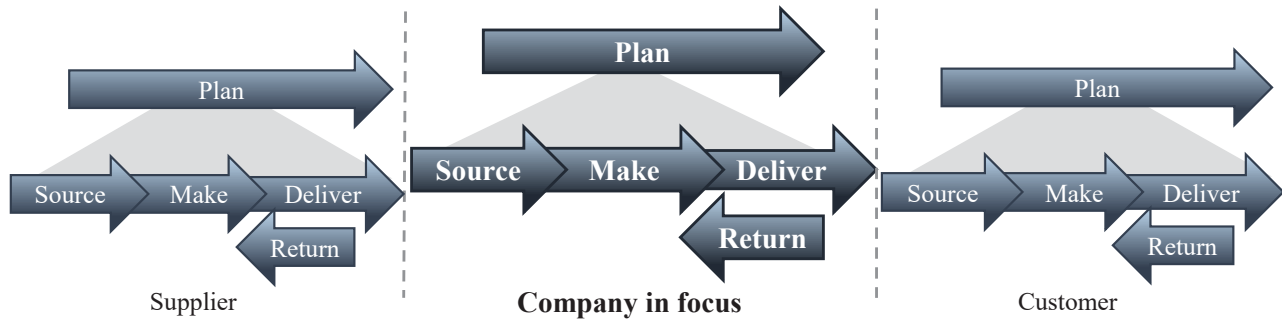 Plan
Source Make Deliver
Return
Supplier
Plan
Source Make Deliver
Return
Company in focus
Plan
Source Make Deliver
Return
Customer